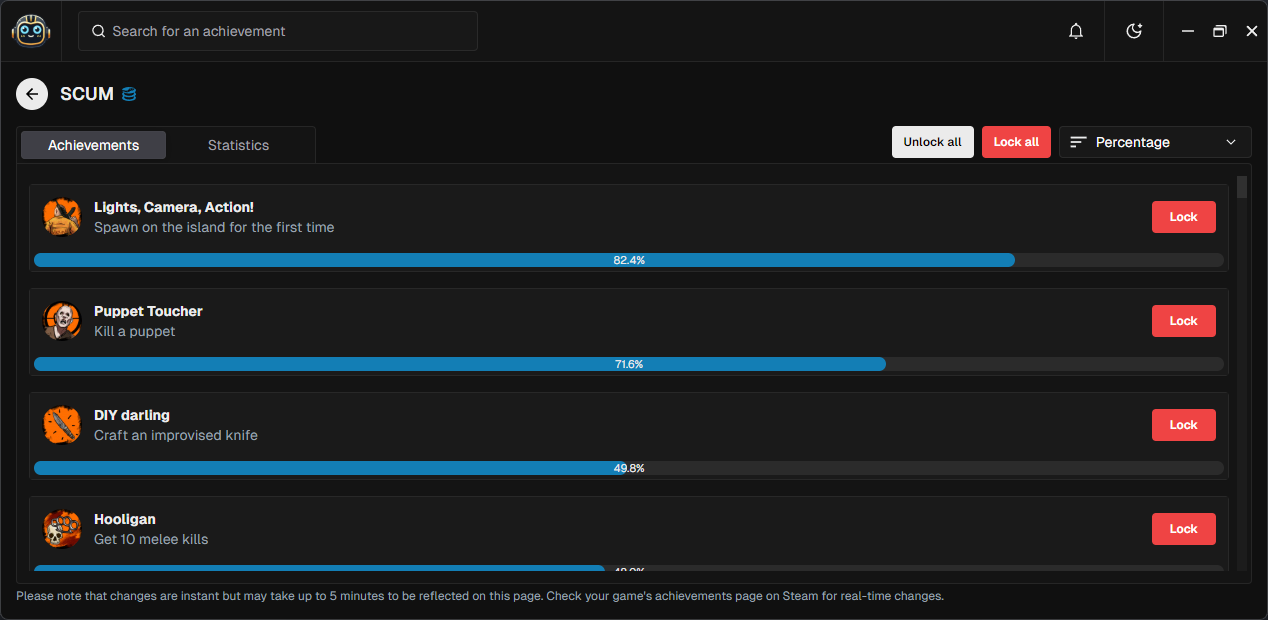 Search for an achievement
SCUM
Achievements
Statistics
Unlock all
Lock all
Percentage
Lights, Camera, Action!
Spawn on the island for the first time
Lock
82.4%
Puppet Toucher
Kill a puppet
Lock
71.6%
DIY darling
Craft an improvised knife
Lock
49.8%
Hooligan
Get 10 melee kills
Lock
Please note that changes are instant but may take up to 5 minutes to be reflected on this page. Check your game's achievements page on Steam for real-time changes.